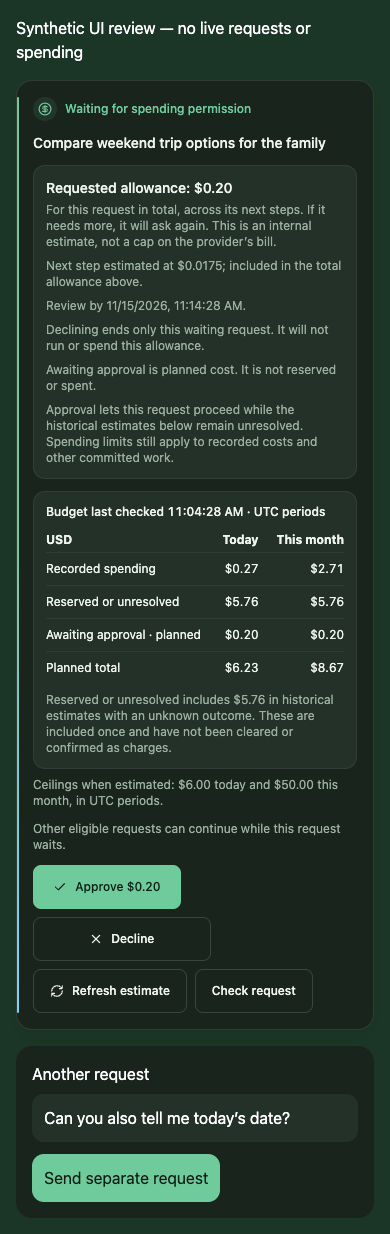 Synthetic UI review — no live requests or
spending
Waiting for spending permission
Compare weekend trip options for the family
Requested allowance: $0.20
For this request in total, across its next steps. If it
needs more, it will ask again. This is an internal
estimate, not a cap on the provider's bill.
Next step estimated at $0.0175; included in the total
allowance above.
Review by 11/15/2026, 11:14:28 AM.
Declining ends only this waiting request. It will not
run or spend this allowance.
Awaiting approval is planned cost. It is not reserved
or spent.
Approval lets this request proceed while the
historical estimates below remain unresolved.
Spending limits still apply to recorded costs and
other committed work.
Budget last checked 11:04:28 AM · UTC periods
USD Today This month
Recorded spending $0.27 $2.71
Reserved or unresolved $5.76 $5.76
Awaiting approval · planned $0.20 $0.20
Planned total $6.23 $8.67
Reserved or unresolved includes $5.76 in historical
estimates with an unknown outcome. These are
included once and have not been cleared or
confirmed as charges.
Ceilings when estimated: $6.00 today and $50.00 this
month, in UTC periods.
Other eligible requests can continue while this request
waits.
Approve $0.20
Decline
Refresh estimate Check request
Another request
Can you also tell me today's date?
Send separate request